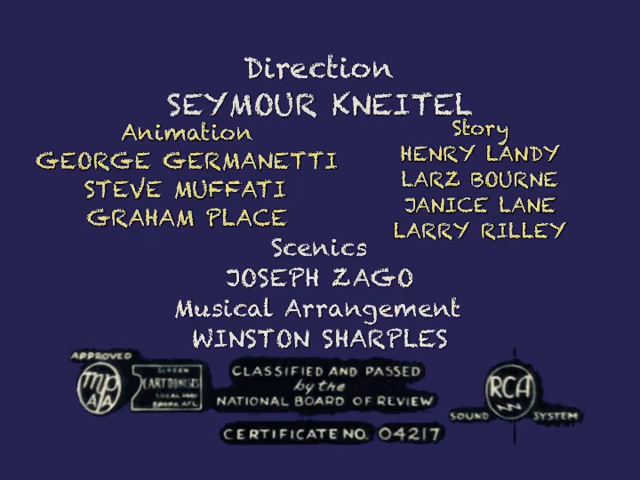 Direction
SEYMOUR KNEITEL
Animation
GEORGE GERMANETTI
STEVE MUFFATI
GRAHAM PLACE
Story
HENRY LANDY
LARZ BOURNE
JANICE LANE
LARRY RILLEY
Scenics
JOSEPH ZAGO
Musical Arrangement
WINSTON SHARPLES
APPROVED
MPAA
SCREEN
CARTOONISTS
CLASSIFIED AND PASSED
by the
NATIONAL BOARD OF REVIEW
CERTIFICATE NO. 04217
RCA
SOUND SYSTEM